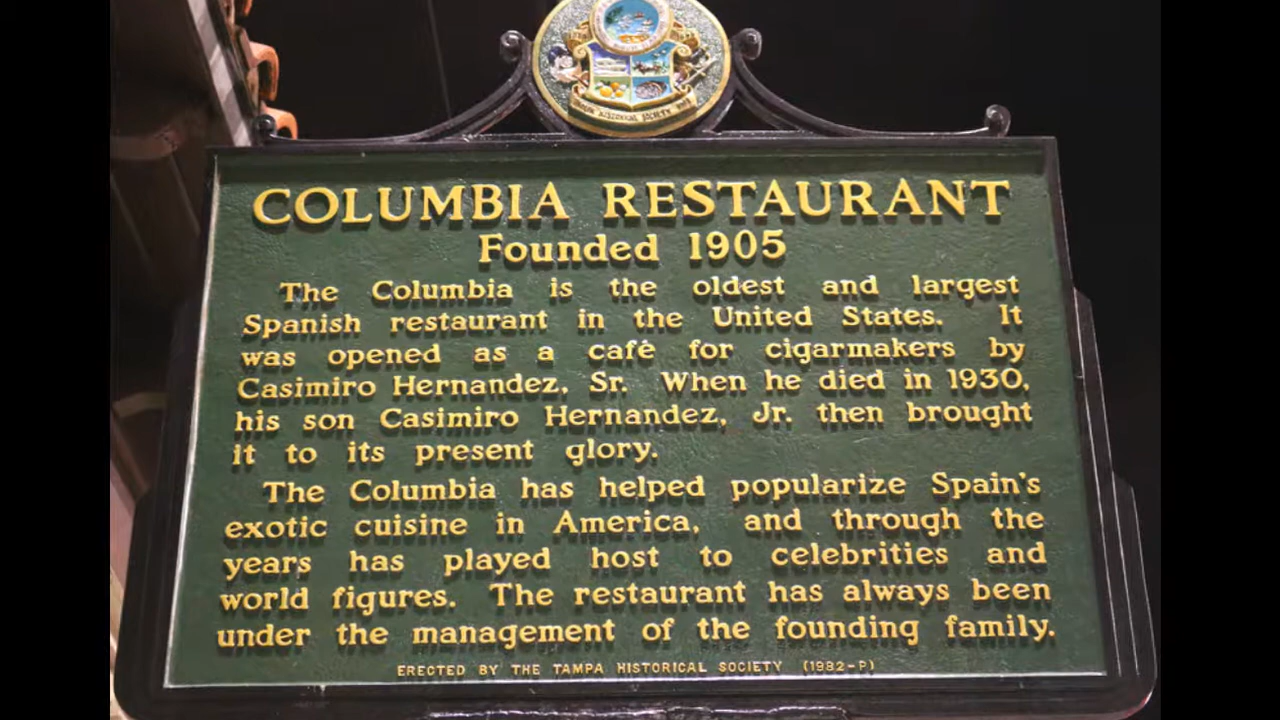 TAMPA HISTORICAL SOCIETY
COLUMBIA RESTAURANT
Founded 1905
The Columbia is the oldest and largest
Spanish restaurant in the United States. It
was opened as a cafè for cigarmakers by
Casimiro Hernandez, Sr. When he died in 1930,
his son Casimiro Hernandez, Jr. then brought
it to its present glory.
The Columbia has helped popularize Spain's
exotic cuisine in America, and through the
years has played host to celebrities and
world figures. The restaurant has always been
under the management of the founding family.
ERECTED BY THE TAMPA HISTORICAL SOCIETY (1982-P)